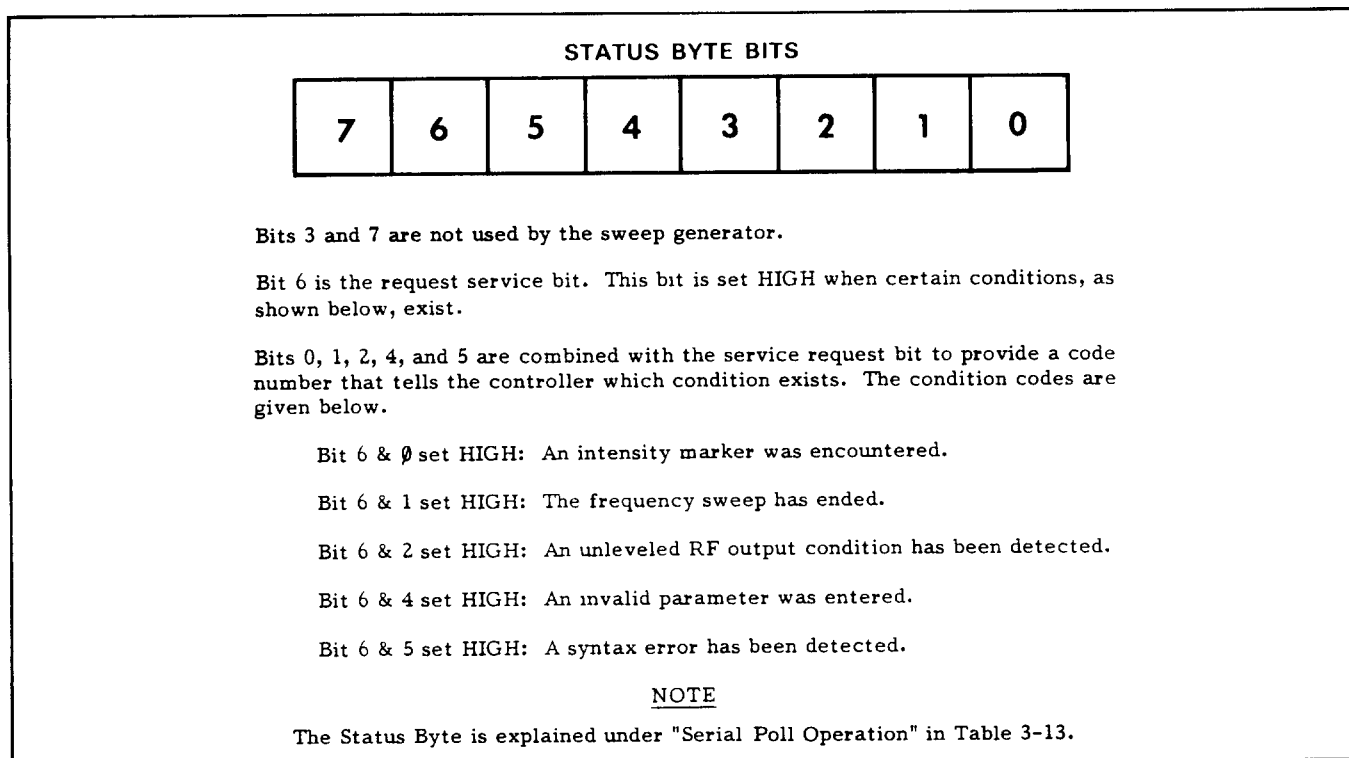 STATUS BYTE BITS
7 6 5 4 3 2 1 0
Bits 3 and 7 are not used by the sweep generator.
Bit 6 is the request service bit. This bit is set HIGH when certain conditions, as
shown below, exist.
Bits 0, 1, 2, 4, and 5 are combined with the service request bit to provide a code
number that tells the controller which condition exists. The condition codes are
given below.
Bit 6 & Ø set HIGH: An intensity marker was encountered.
Bit 6 & 1 set HIGH: The frequency sweep has ended.
Bit 6 & 2 set HIGH: An unleveled RF output condition has been detected.
Bit 6 & 4 set HIGH: An invalid parameter was entered.
Bit 6 & 5 set HIGH: A syntax error has been detected.
NOTE
The Status Byte is explained under "Serial Poll Operation" in Table 3-13.